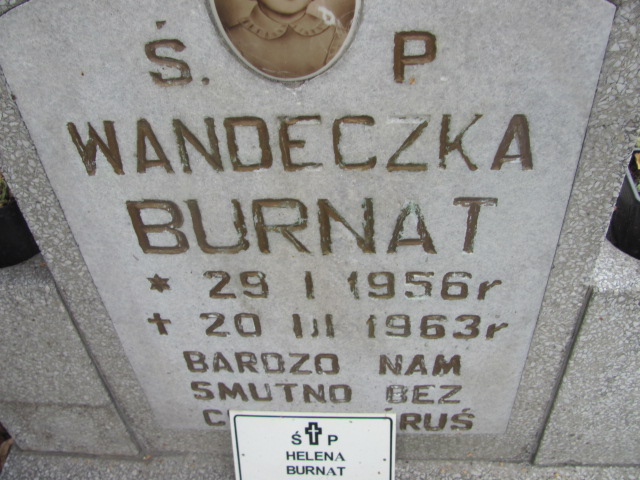 Ś. P
WANDECZKA
BURNAT
* 29 I 1956r
+ 20 III 1963r
BARDZO NAM
SMUTNO BEZ
Ś P
HELENA
BURNAT